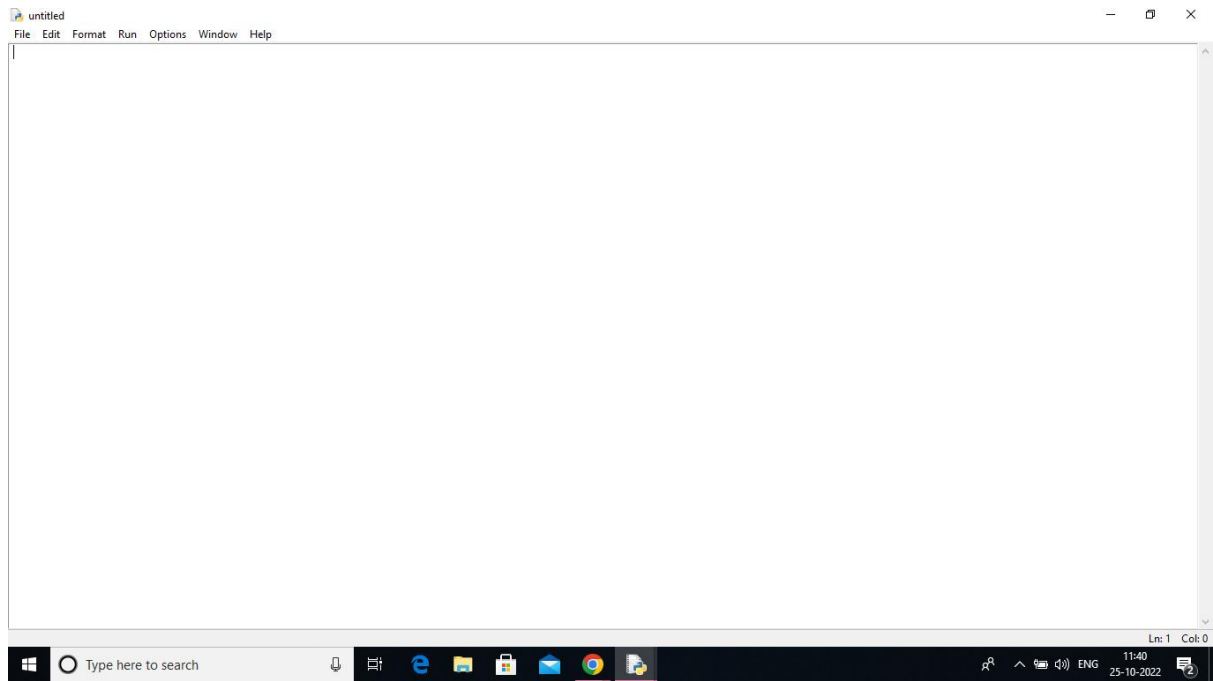 untitled
File Edit Format Run Options Window Help
Ln: 1 Col: 0
Type here to search
ENG
11:40
25-10-2022
2